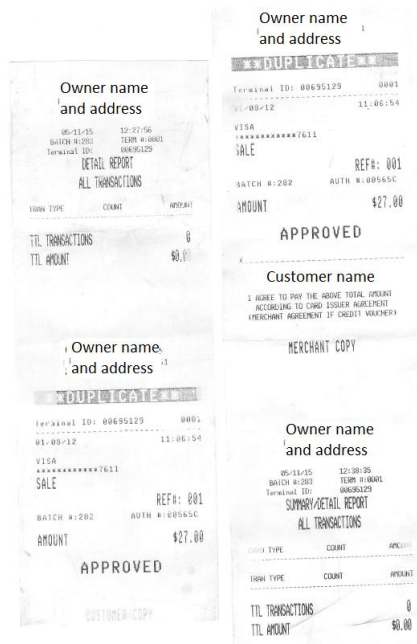 Owner name
and address
05/11/15 12:27:56
BATCH #:283 TERM #:0001
Terminal ID: 00695129
DETAIL REPORT
ALL TRANSACTIONS
TRAN TYPE COUNT AMOUNT
TTL TRANSACTIONS 0
TTL AMOUNT $0.0
Owner name
and address
**DUPLICATE**
Terminal ID: 00695129 0001
01/09/12 11:06:54
VISA
************7611
SALE
REF#: 001
BATCH #:282 AUTH #:00565C
AMOUNT $27.00
APPROVED
CUSTOMER COPY
Owner name
and address
**DUPLICATE**
Terminal ID: 00695129 0001
11:06:54
VISA
************7611
SALE
REF#: 001
BATCH #:282 AUTH #:00565C
AMOUNT $27.00
APPROVED
Customer name
I AGREE TO PAY THE ABOVE TOTAL AMOUNT
ACCORDING TO CARD ISSUER AGREEMENT
(MERCHANT AGREEMENT IF CREDIT VOUCHER)
MERCHANT COPY
Owner name
and address
05/11/15 12:38:35
BATCH #:283 TERM #:0001
Terminal ID: 00695129
SUMMARY/DETAIL REPORT
ALL TRANSACTIONS
CARD TYPE COUNT AMOUNT
TRAN TYPE COUNT AMOUNT
TTL TRANSACTIONS 0
TTL AMOUNT $0.00